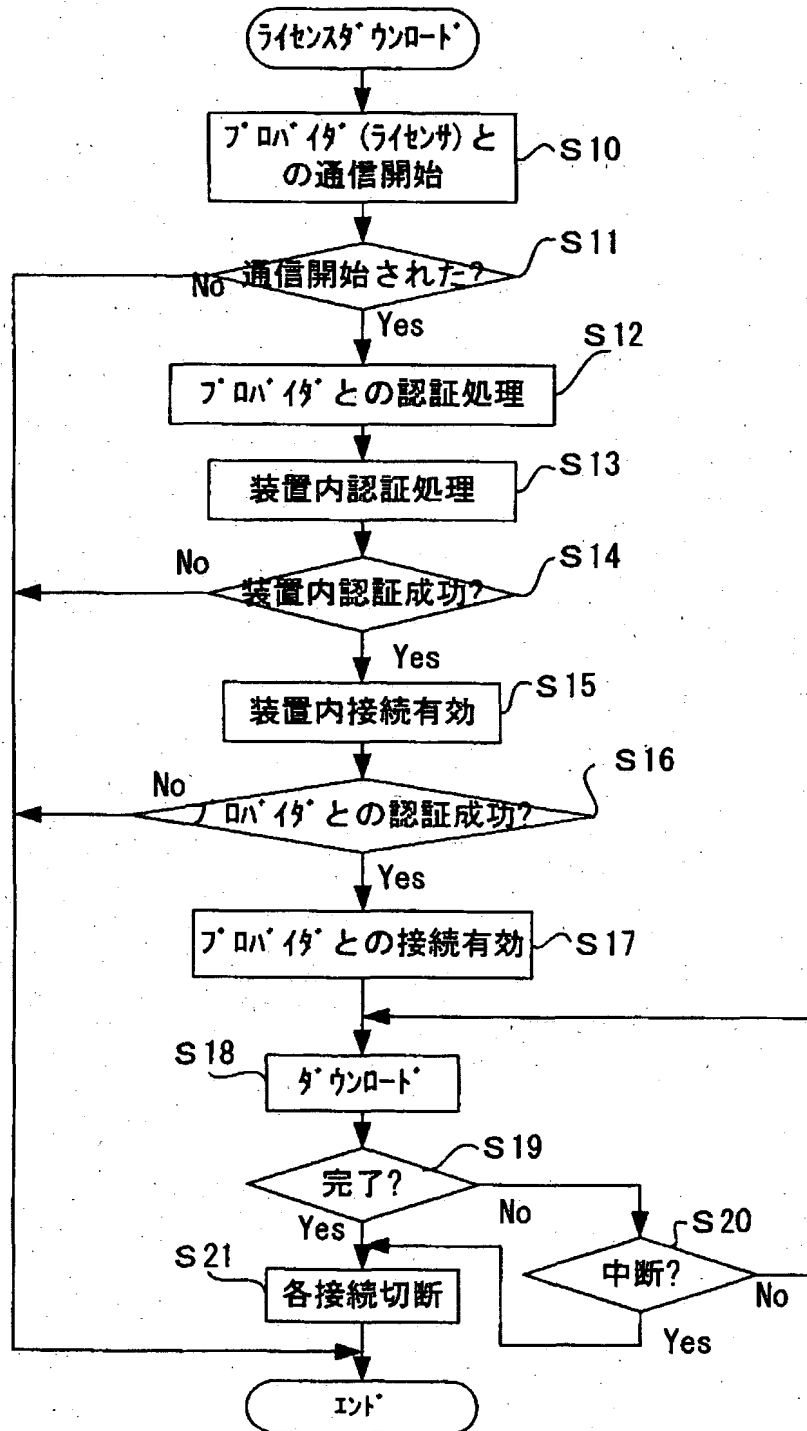 ライセンスダウンロード
プロバイダ(ライセンサ)と
の通信開始
S10
通信開始された?
S11
No
Yes
S12
プロバイダとの認証処理
S13
装置内認証処理
No
S14
装置内認証成功?
Yes
S15
装置内接続有効
S16
No
ロバイダとの認証成功?
Yes
プロバイダとの接続有効
S17
S18
ダウンロード
S19
完了?
No
Yes
S20
中断?
No
S21
各接続切断
Yes
エンド